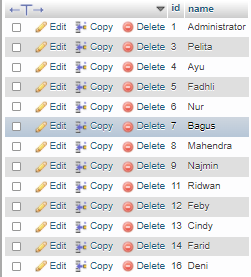 id name
Edit Copy Delete 1 Administrator
Edit Copy Delete 3 Pelita
Edit Copy Delete 4 Ayu
Edit Copy Delete 5 Fadhli
Edit Copy Delete 6 Nur
Edit Copy Delete 7 Bagus
Edit Copy Delete 8 Mahendra
Edit Copy Delete 9 Najmin
Edit Copy Delete 11 Ridwan
Edit Copy Delete 12 Feby
Edit Copy Delete 13 Cindy
Edit Copy Delete 14 Farid
Edit Copy Delete 16 Deni